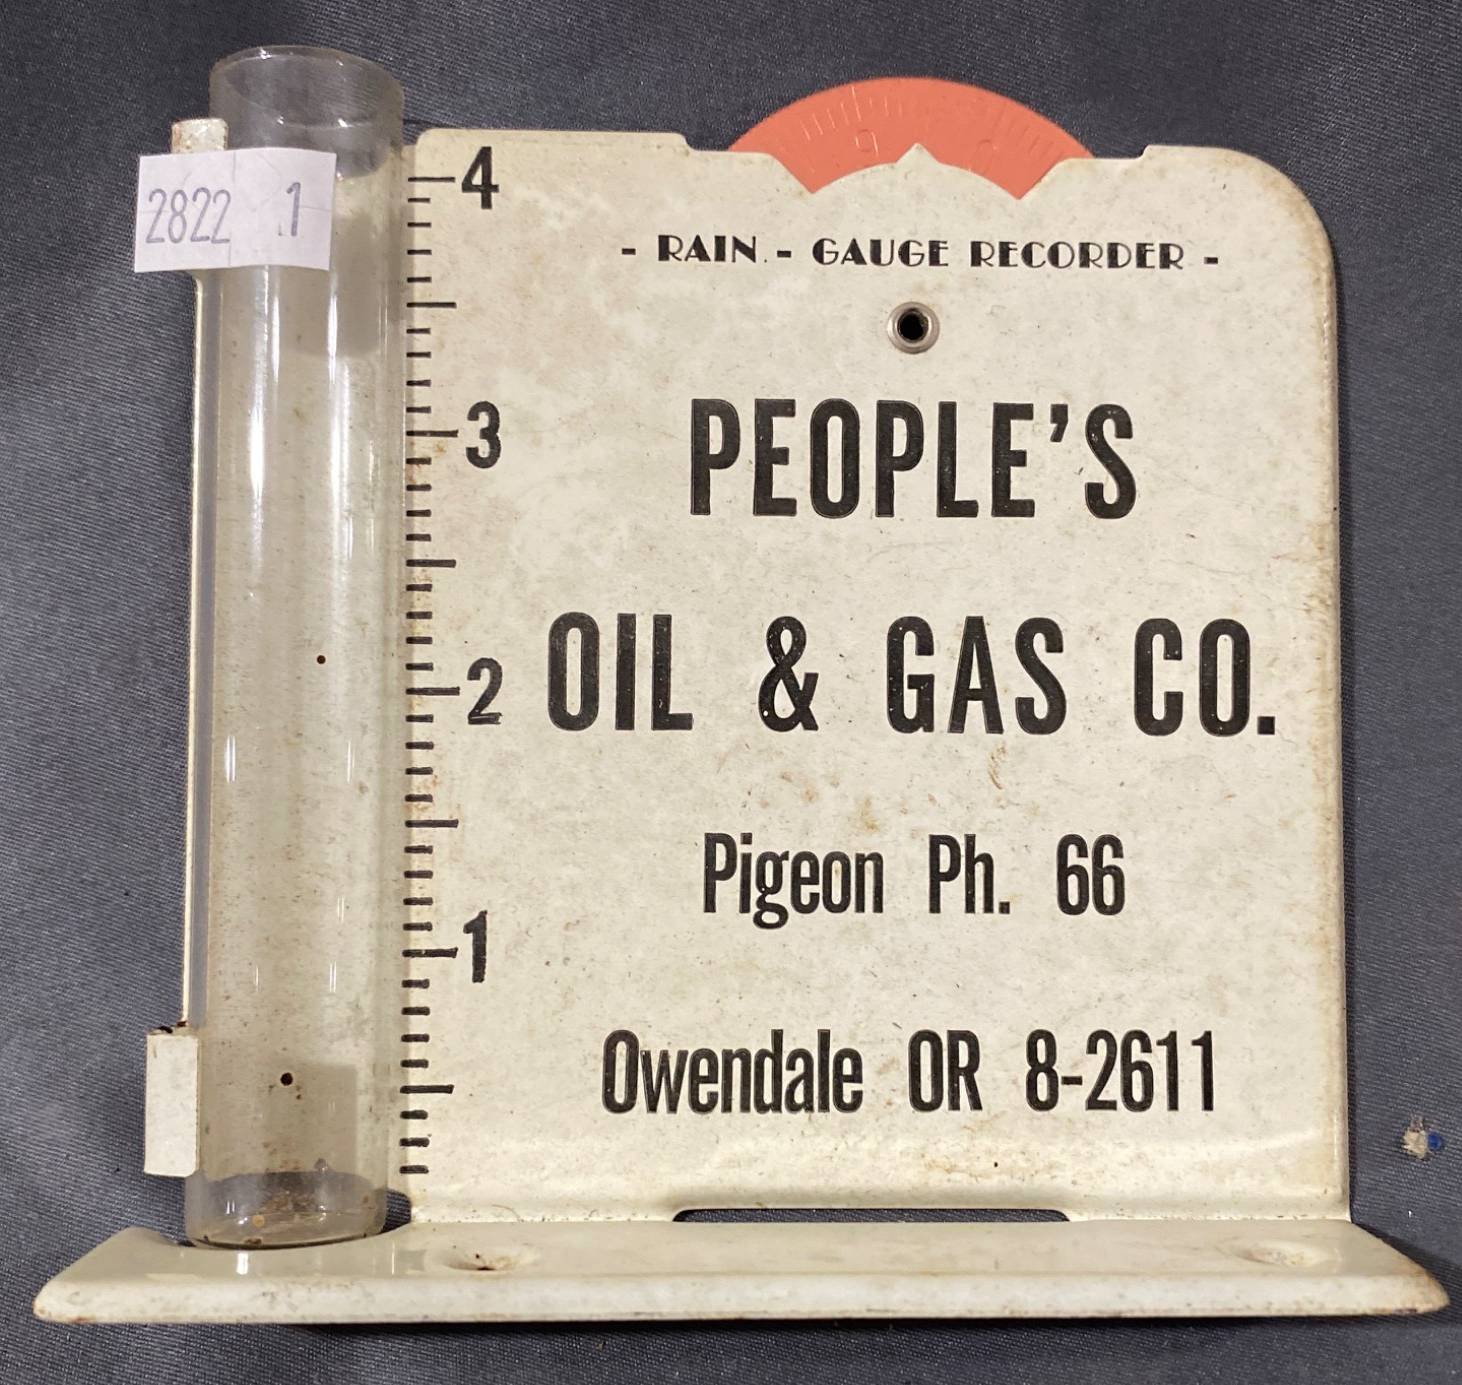 2822 1
4
3
2
1
- RAIN - GAUGE RECORDER -
PEOPLE'S
OIL & GAS CO.
Pigeon Ph. 66
Owendale OR 8-2611